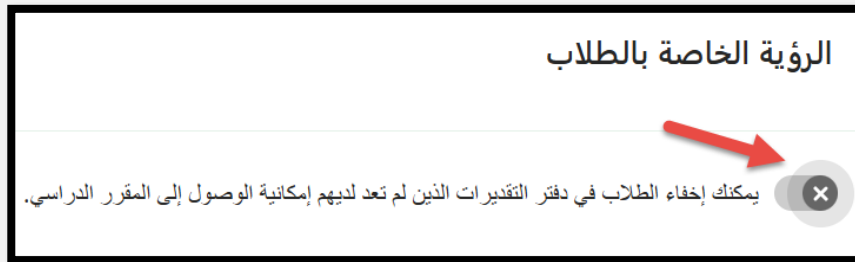 الرؤية الخاصة بالطلاب
يمكنك إخفاء الطلاب في دفتر التقديرات الذين لم تعد لديهم إمكانية الوصول إلى المقرر الدراسي.